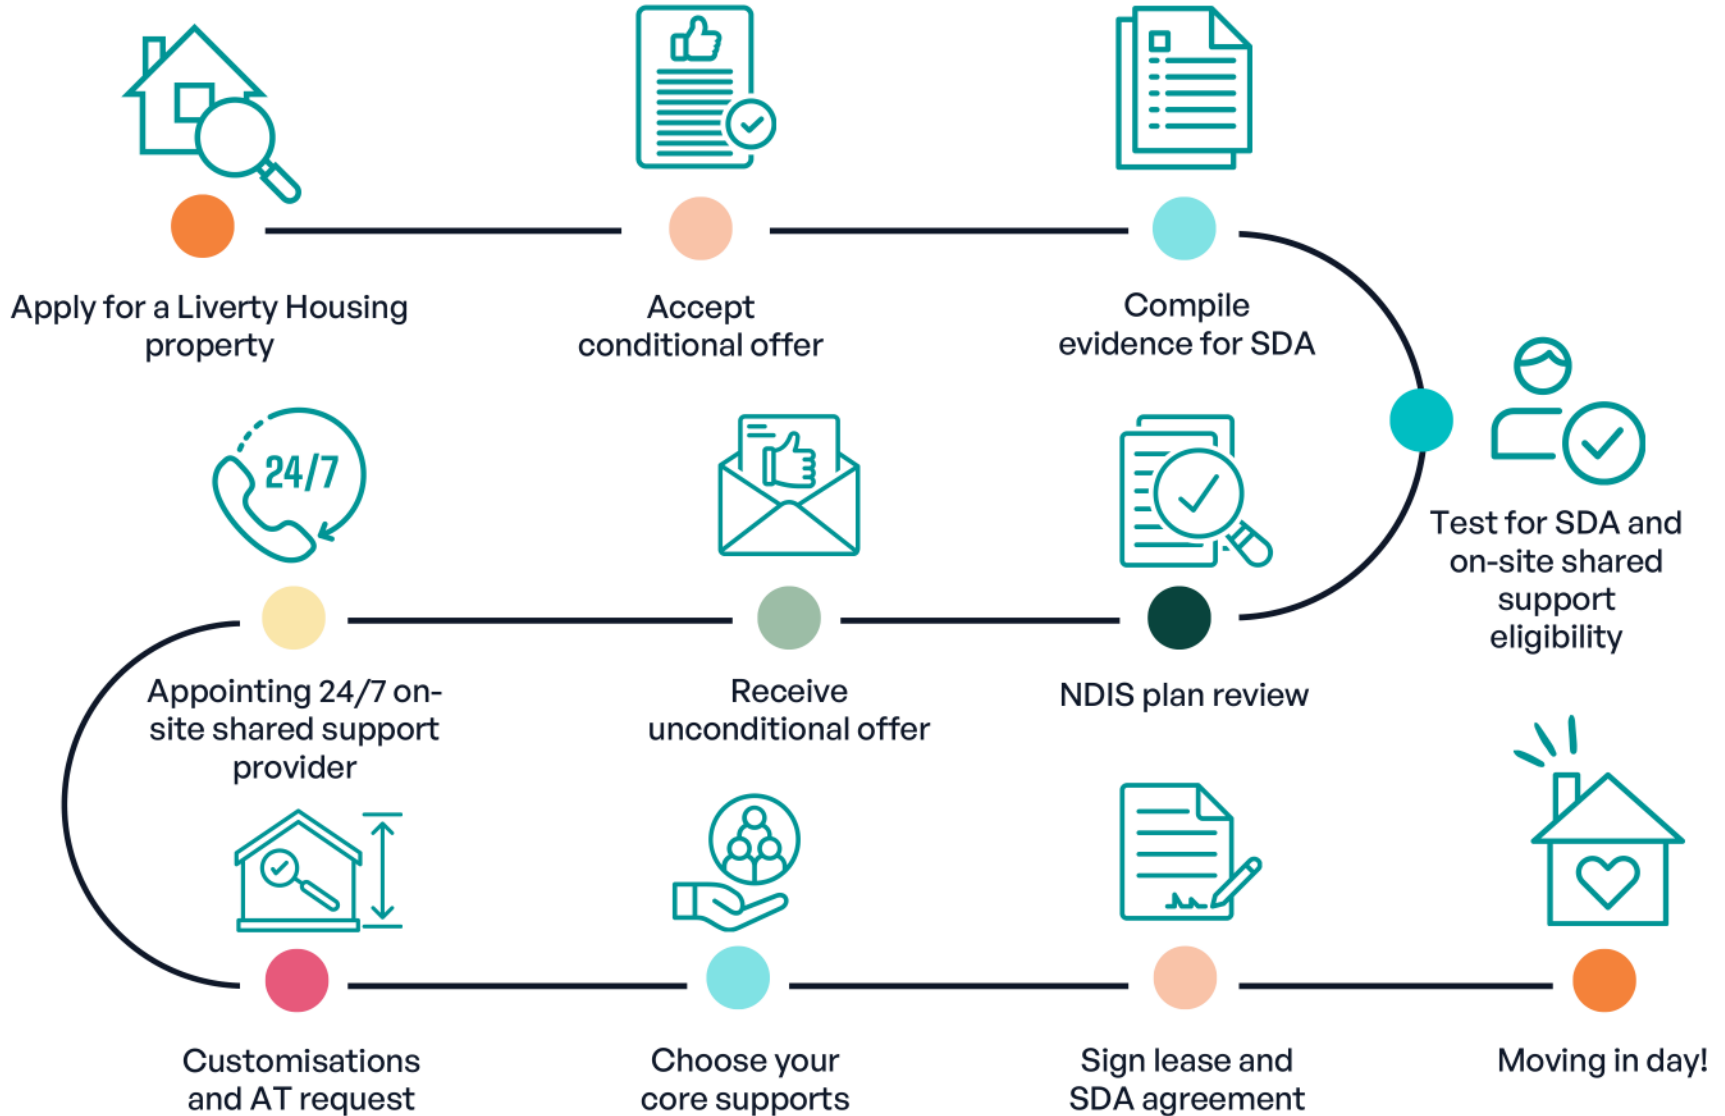 Apply for a Liverty Housing
property
Accept
conditional offer
Compile
evidence for SDA
Test for SDA and
on-site shared
support
eligibility
NDIS plan review
Receive
unconditional offer
24/7
Appointing 24/7 on-
site shared support
provider
Customisations
and AT request
Choose your
core supports
Sign lease and
SDA agreement
Moving in day!